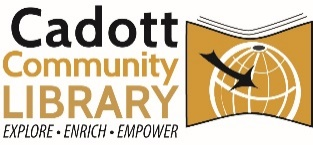 Cadott
Community
LIBRARY
EXPLORE • ENRICH • EMPOWER